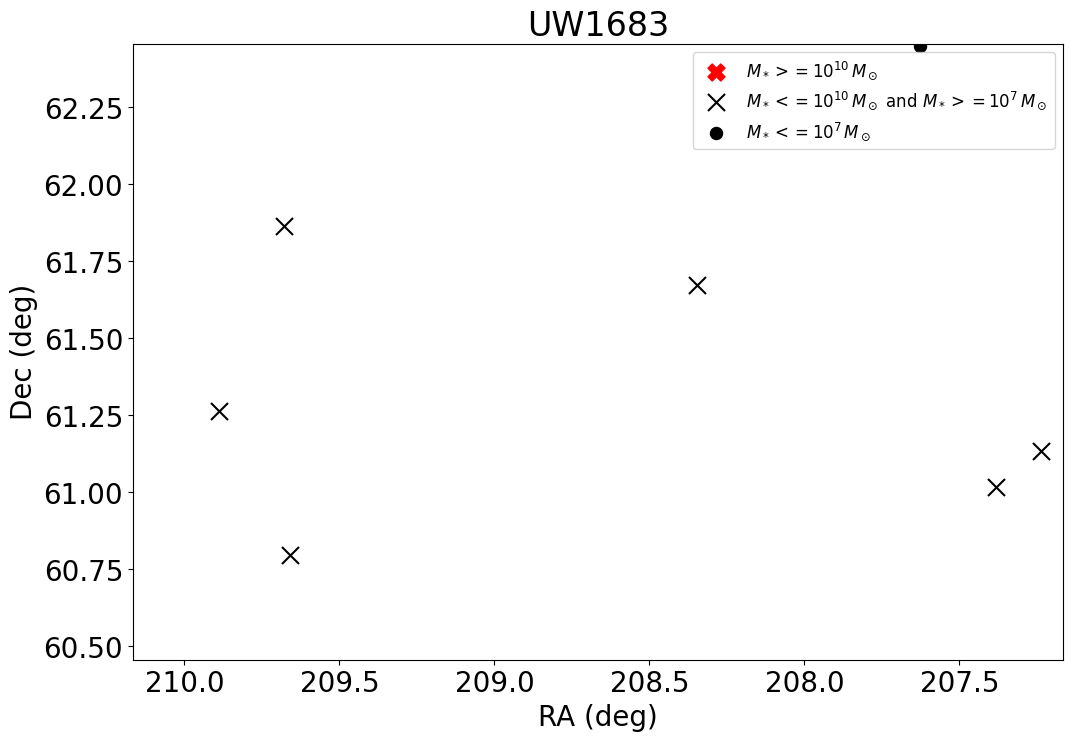 UW1683
M* >= 10^10 M⊙
M* <= 10^10 M⊙ and M* >= 10^7 M⊙
M* <= 10^7 M⊙
62.25
62.00
61.75
61.50
61.25
61.00
60.75
60.50
Dec (deg)
210.0 209.5 209.0 208.5 208.0 207.5
RA (deg)